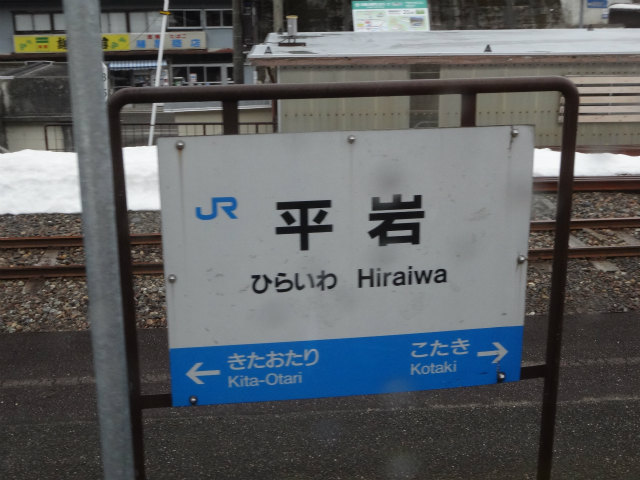 JR
平岩
ひらいわ Hiraiwa
← きたおたり
Kita-Otari
こたき →
Kotaki